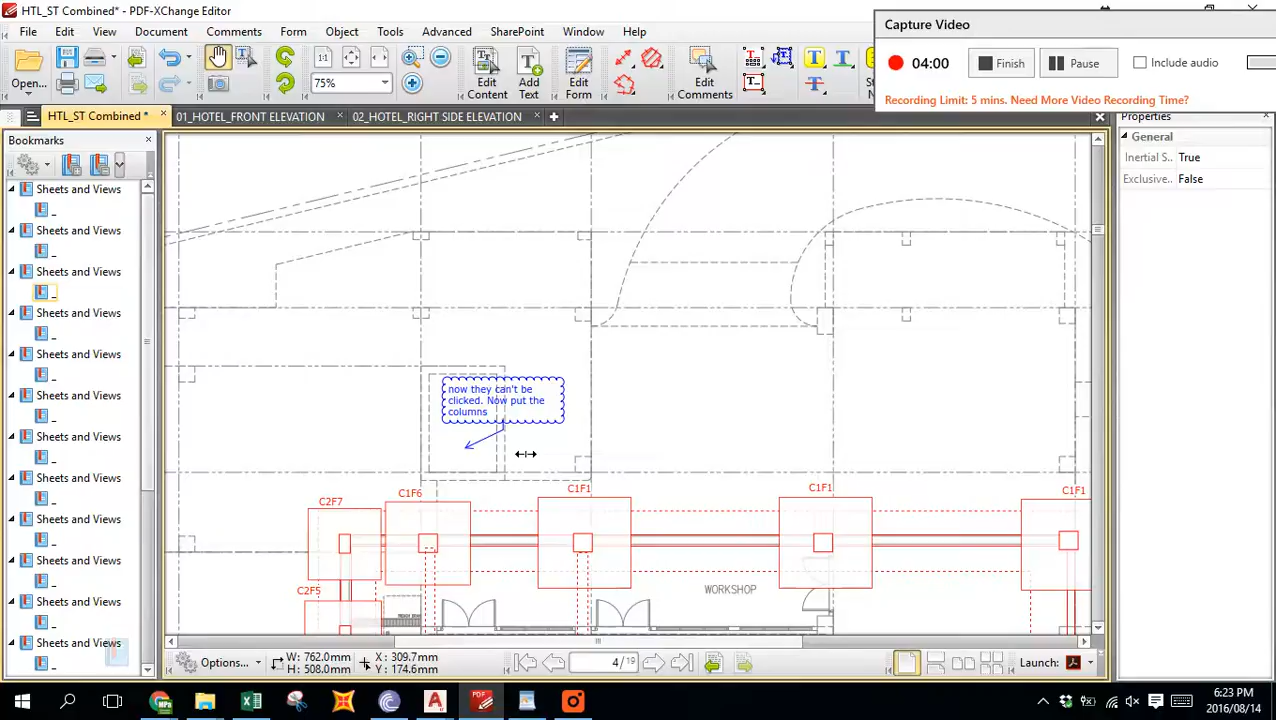 HTL_ST Combined* - PDF-XChange Editor
Capture Video
File Edit View Document Comments Form Object Tools Advanced SharePoint Window Help
04:00 Finish Pause Include audio
Recording Limit: 5 mins. Need More Video Recording Time?
Open...
1:1
75%
Edit Content
Add Text
Edit Form
Edit Comments
HTL_ST Combined *
01_HOTEL_FRONT ELEVATION
02_HOTEL_RIGHT SIDE ELEVATION
Properties
Bookmarks
General
Inertial S... True
Exclusive.. False
Sheets and Views
_
Sheets and Views
_
Sheets and Views
_
Sheets and Views
_
Sheets and Views
_
Sheets and Views
_
Sheets and Views
_
Sheets and Views
_
Sheets and Views
_
Sheets and Views
_
Sheets and Views
_
Sheets and Views
_
now they can't be
clicked. Now put the
columns
C2F7
C1F6
C1F1
C1F1
C1F1
C2F5
WORKSHOP
Options...
W: 762.0mm
H: 508.0mm
X : 309.7mm
Y : 174.6mm
4 / 19
Launch:
6:23 PM
2016/08/14